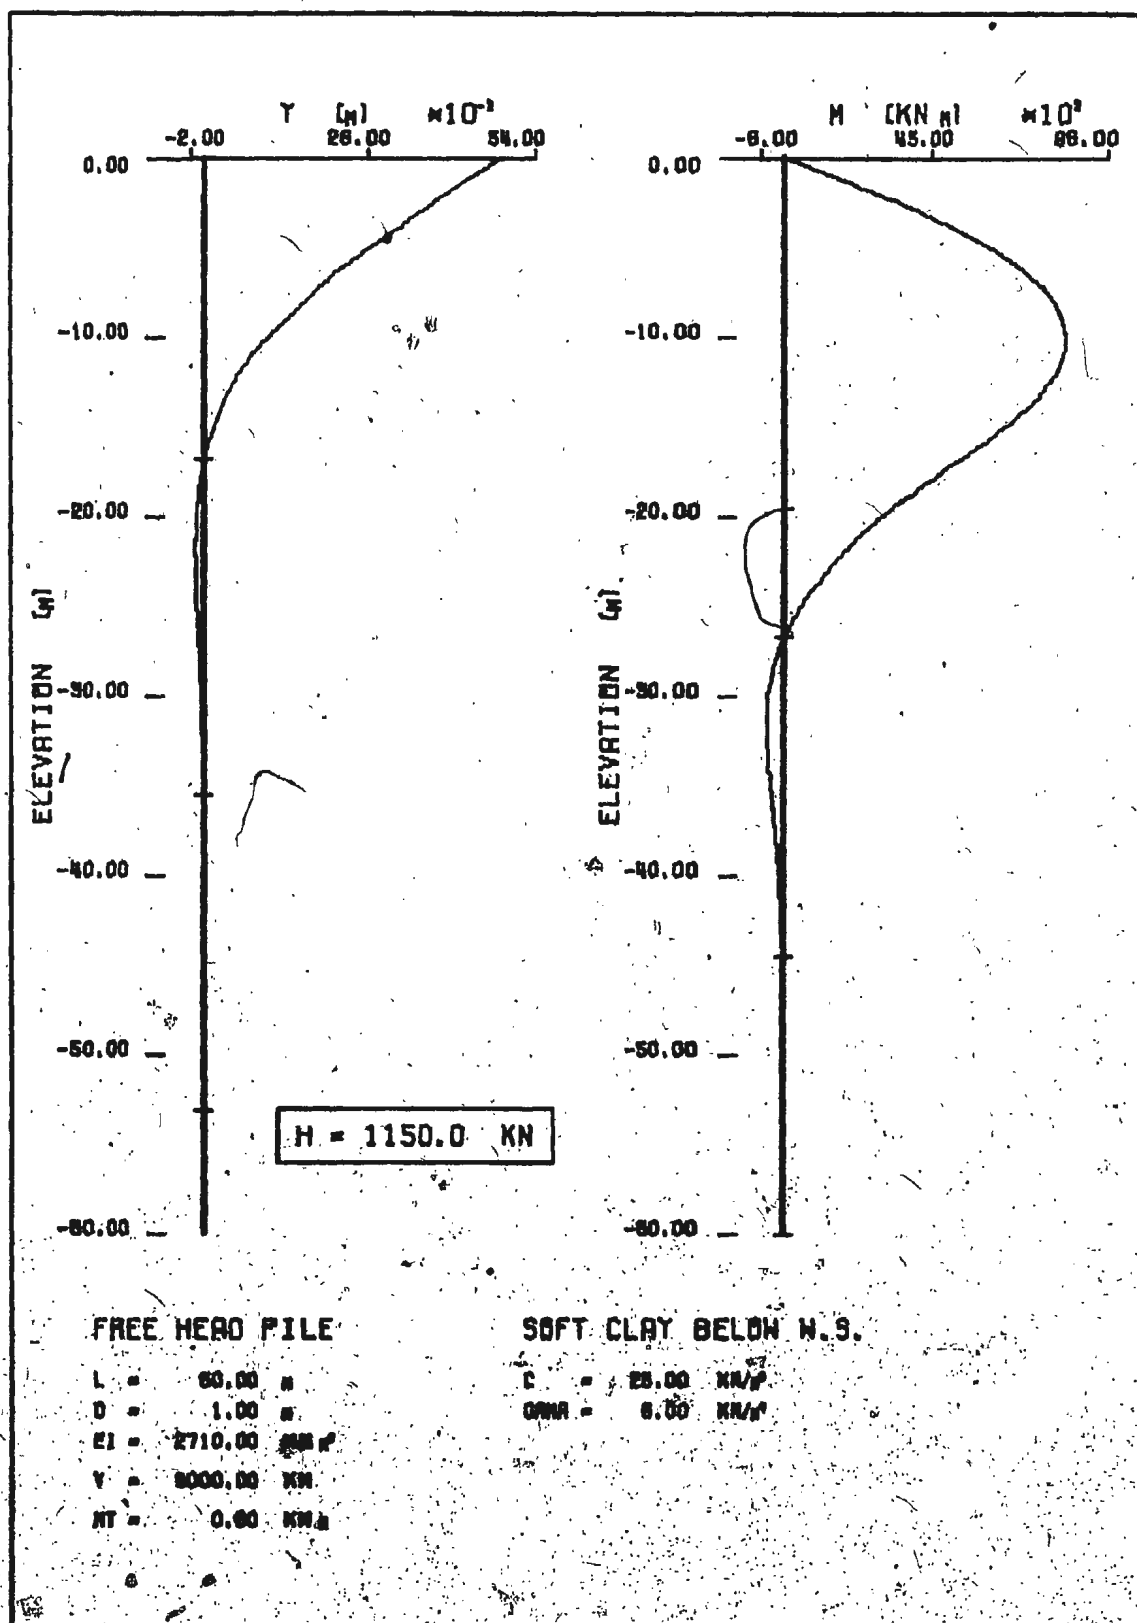 Y [M] *10⁻²
-2.00 26.00 54.00
0.00
-10.00
-20.00
-30.00
-40.00
-50.00
-60.00
ELEVATION [M]
M [KN M] *10²
-6.00 45.00
0.00
-10.00
-20.00
-30.00
-40.00
-50.00
-60.00
ELEVATION [M]
H = 1150.0 KN
FREE HEAD PILE
L = 60.00 M
D = 1.00 M
EI = 2710.00
V = KN
MT = 0.00 KN M
SOFT CLAY BELOW W.S.
C = 25.00
GAMA = 6.00